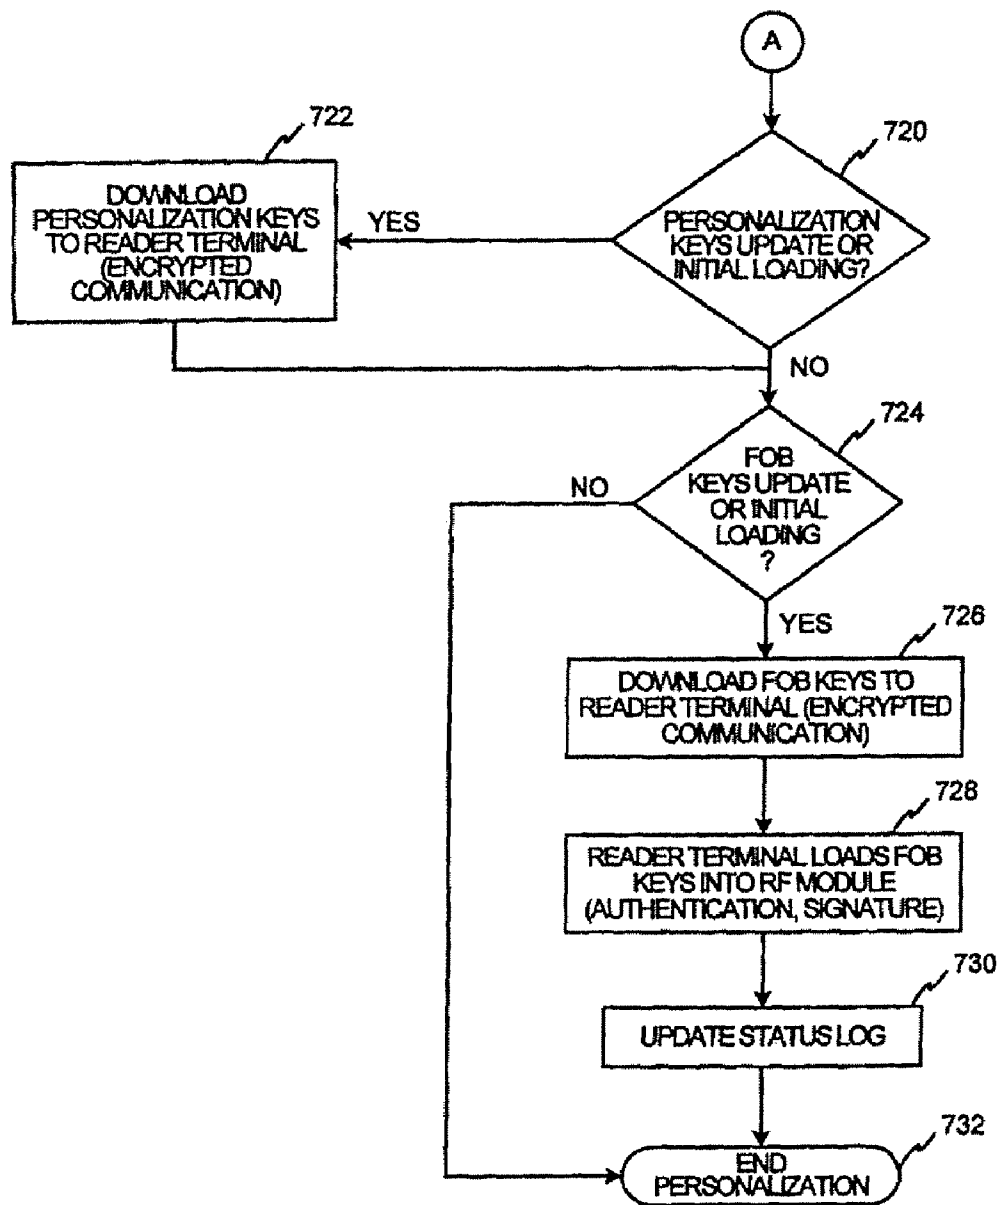 A
720
PERSONALIZATION
KEYS UPDATE OR
INITIAL LOADING?
722
DOWNLOAD
PERSONALIZATION KEYS
TO READER TERMINAL
(ENCRYPTED
COMMUNICATION)
YES
NO
724
FOB
KEYS UPDATE
OR INITIAL
LOADING
?
NO
YES
726
DOWNLOAD FOB KEYS TO
READER TERMINAL (ENCRYPTED
COMMUNICATION)
728
READER TERMINAL LOADS FOB
KEYS INTO RF MODULE
(AUTHENTICATION, SIGNATURE)
730
UPDATE STATUS LOG
732
END
PERSONALIZATION